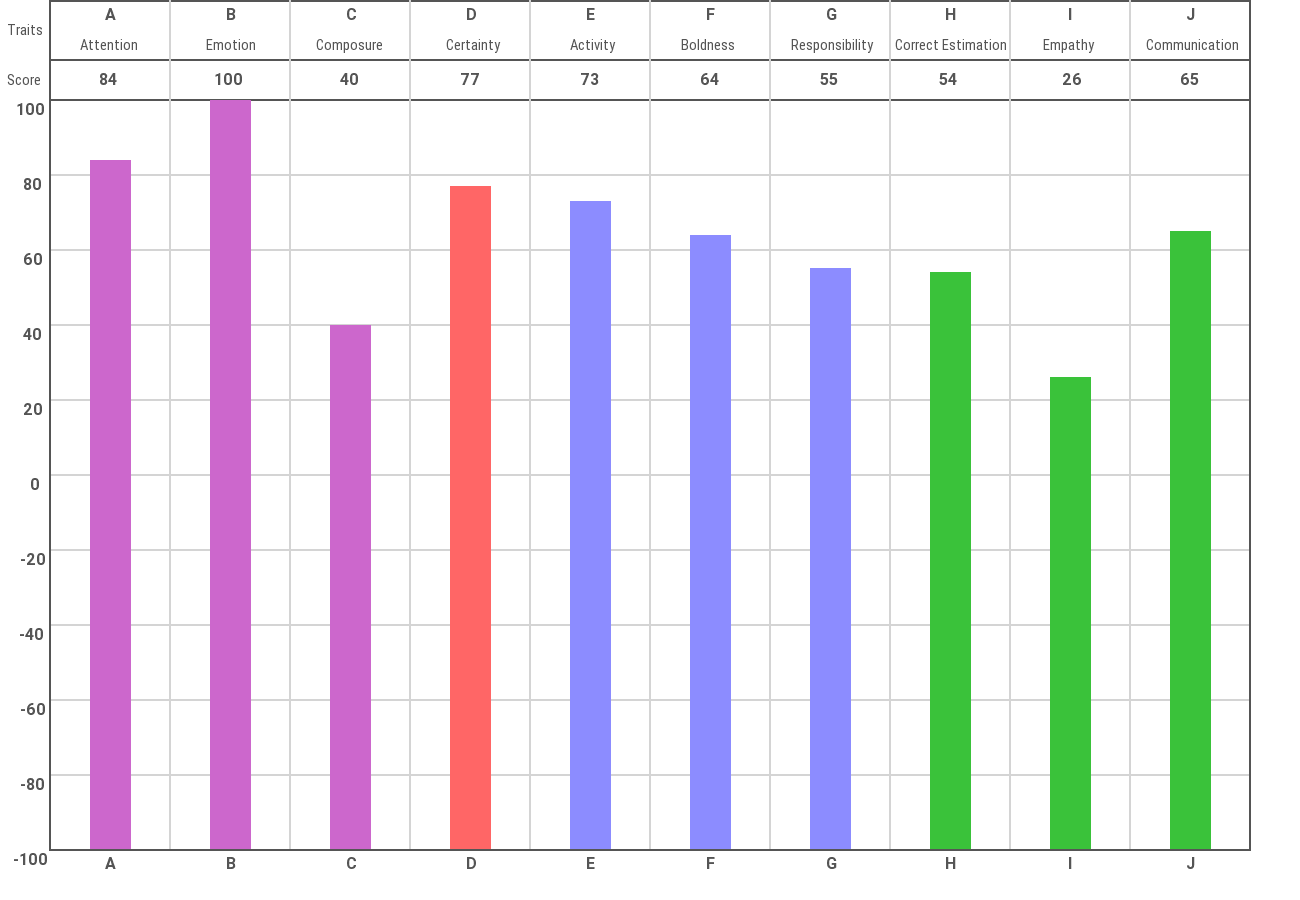 Traits A B C D E F G H I J
Attention Emotion Composure Certainty Activity Boldness Responsibility Correct Estimation Empathy Communication
Score 84 100 40 77 73 64 55 54 26 65
100
80
60
40
20
0
-20
-40
-60
-80
-100
A B C D E F G H I J